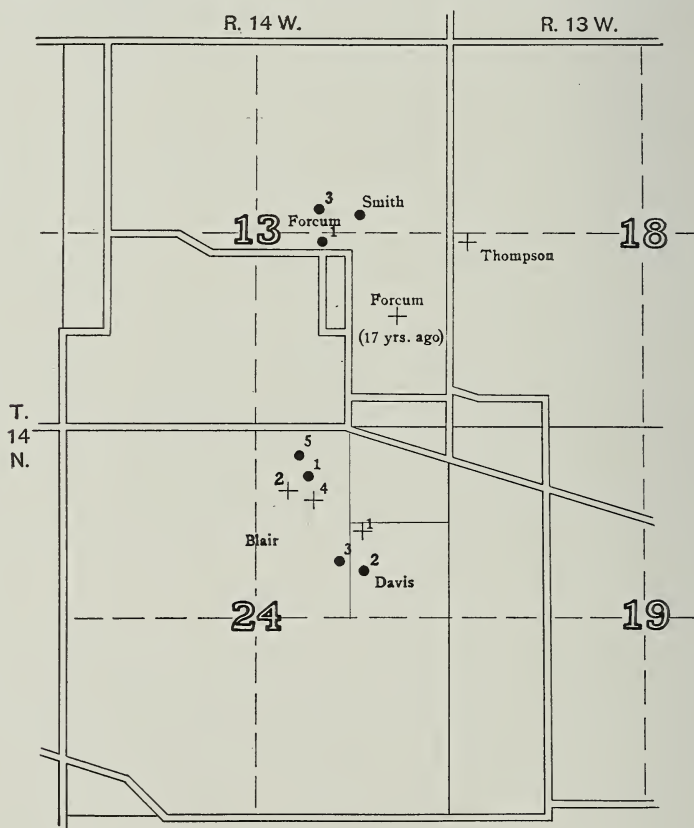 R. 14 W. R. 13 W.
3 Smith
Forcum
13 1 18
Thompson
Forcum
(17 yrs. ago)
T.
14
N.
5
1
2 4
1
Blair
3 2
Davis
24 19